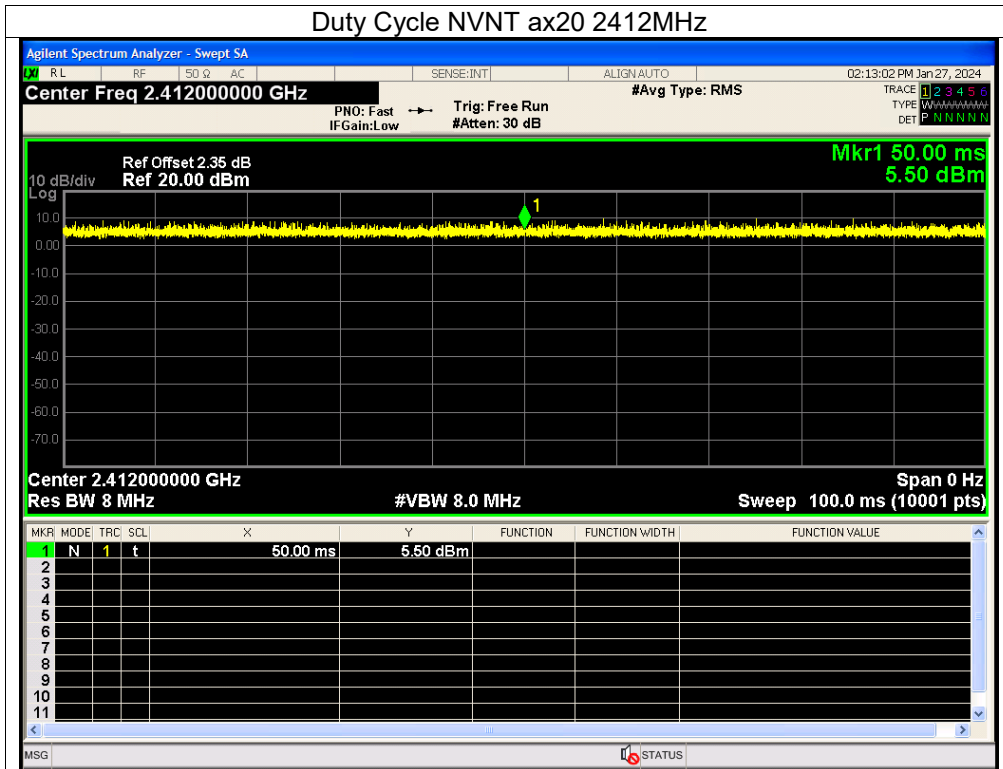 Duty Cycle NVNT ax20 2412MHz
Agilent Spectrum Analyzer - Swept SA
LXI RL RF 50 Ω AC SENSE:INT ALIGN AUTO 02:13:02 PM Jan 27, 2024
Center Freq 2.412000000 GHz #Avg Type: RMS TRACE 1 2 3 4 5 6
PNO: Fast Trig: Free Run TYPE WWWWWW
IFGain:Low #Atten: 30 dB DET P N N N N N
Mkr1 50.00 ms
Ref Offset 2.35 dB
10 dB/div Ref 20.00 dBm 5.50 dBm
Log
1
10.0
0.00
-10.0
-20.0
-30.0
-40.0
-50.0
-60.0
-70.0
Center 2.412000000 GHz Span 0 Hz
Res BW 8 MHz #VBW 8.0 MHz Sweep 100.0 ms (10001 pts)
MKR MODE TRC SCL X Y FUNCTION FUNCTION WIDTH FUNCTION VALUE
1 N 1 t 50.00 ms 5.50 dBm
2
3
4
5
6
7
8
9
10
11
MSG STATUS